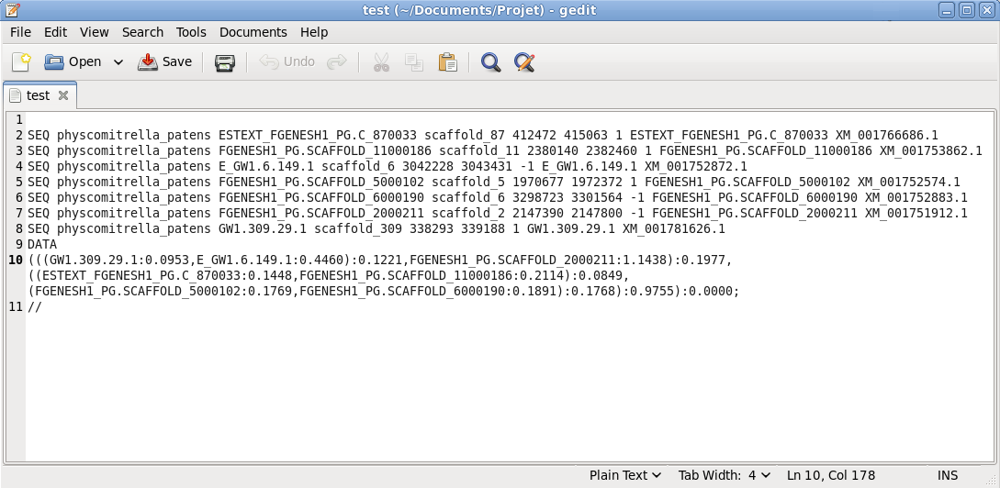 test (~/Documents/Projet) - gedit
File Edit View Search Tools Documents Help
Open Save Undo
test
1
2 SEQ physcomitrella_patens ESTEXT_FGENESH1_PG.C_870033 scaffold_87 412472 415063 1 ESTEXT_FGENESH1_PG.C_870033 XM_001766686.1
3 SEQ physcomitrella_patens FGENESH1_PG.SCAFFOLD_11000186 scaffold_11 2380140 2382460 1 FGENESH1_PG.SCAFFOLD_11000186 XM_001753862.1
4 SEQ physcomitrella_patens E_GW1.6.149.1 scaffold_6 3042228 3043431 -1 E_GW1.6.149.1 XM_001752872.1
5 SEQ physcomitrella_patens FGENESH1_PG.SCAFFOLD_5000102 scaffold_5 1970677 1972372 1 FGENESH1_PG.SCAFFOLD_5000102 XM_001752574.1
6 SEQ physcomitrella_patens FGENESH1_PG.SCAFFOLD_6000190 scaffold_6 3298723 3301564 -1 FGENESH1_PG.SCAFFOLD_6000190 XM_001752883.1
7 SEQ physcomitrella_patens FGENESH1_PG.SCAFFOLD_2000211 scaffold_2 2147390 2147800 -1 FGENESH1_PG.SCAFFOLD_2000211 XM_001751912.1
8 SEQ physcomitrella_patens GW1.309.29.1 scaffold_309 338293 339188 1 GW1.309.29.1 XM_001781626.1
9 DATA
10 (((GW1.309.29.1:0.0953,E_GW1.6.149.1:0.4460):0.1221,FGENESH1_PG.SCAFFOLD_2000211:1.1438):0.1977,
((ESTEXT_FGENESH1_PG.C_870033:0.1448,FGENESH1_PG.SCAFFOLD_11000186:0.2114):0.0849,
(FGENESH1_PG.SCAFFOLD_5000102:0.1769,FGENESH1_PG.SCAFFOLD_6000190:0.1891):0.1768):0.9755):0.0000;
11 //
Plain Text Tab Width: 4 Ln 10, Col 178 INS